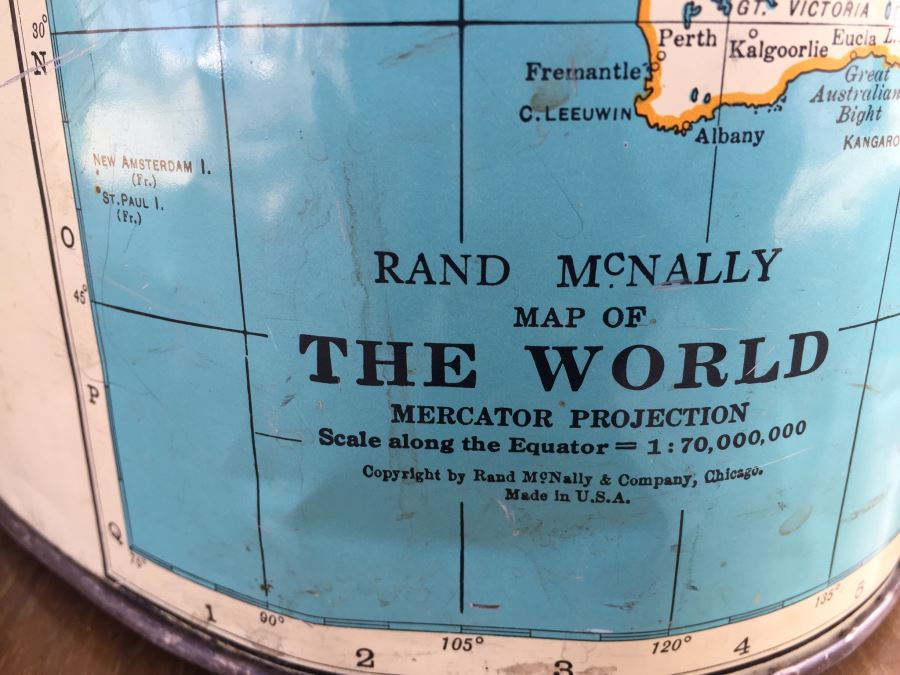 30°
N
GT. VICTORIA
Perth
Kalgoorlie
Eucla
Fremantle
Great
Australian
Bight
C. LEEUWIN
Albany
KANGARO
NEW AMSTERDAM I.
(Fr.)
ST. PAUL I.
(Fr.)
O
RAND McNALLY
45°
MAP OF
THE WORLD
P
MERCATOR PROJECTION
Scale along the Equator = 1:70,000,000
Copyright by Rand McNally & Company, Chicago.
Made in U.S.A.
Q
75°
1
90°
2
105°
3
120°
4
135°
5